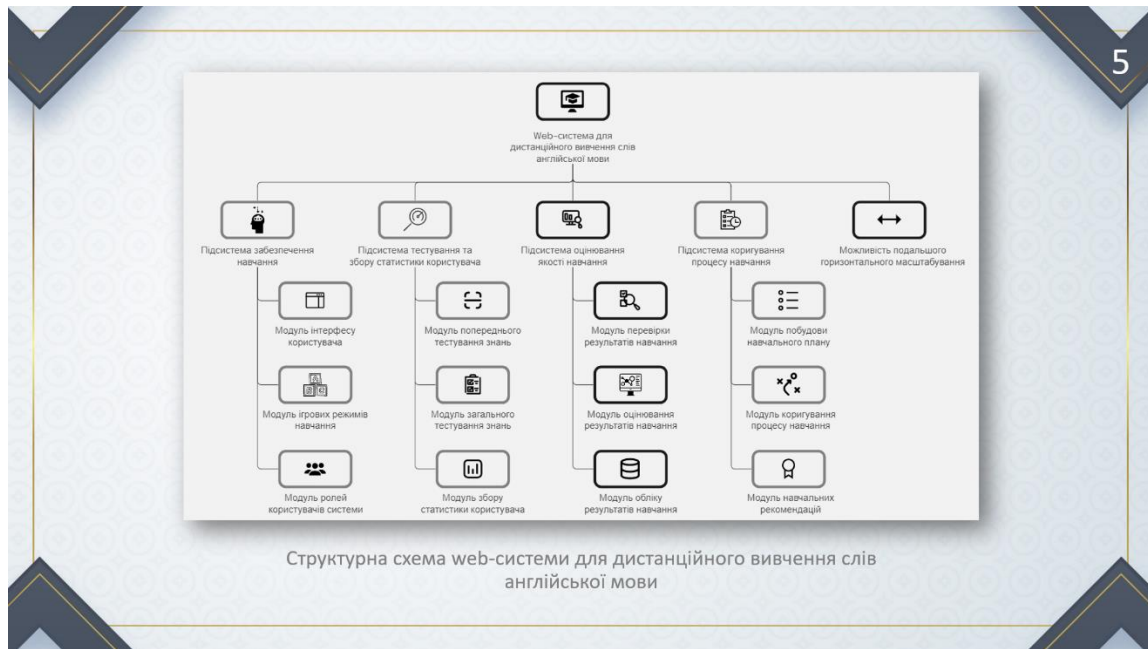 5
Web-система для
дистанційного вивчення слів
англійської мови
Підсистема забезпечення
навчання
Підсистема тестування та
збору статистики користувача
Підсистема оцінювання
якості навчання
Підсистема коригування
процесу навчання
Можливість подальшого
горизонтального масштабування
Модуль інтерфесу
користувача
Модуль попереднього
тестування знань
Модуль перевірки
результатів навчання
Модуль побудови
навчального плану
Модуль ігрових режимів
навчання
Модуль загального
тестування знань
Модуль оцінювання
результатів навчання
Модуль коригування
процесу навчання
Модуль ролей
користувачів системи
Модуль збору
статистики користувача
Модуль обліку
результатів навчання
Модуль навчальних
рекомендацій
Структурна схема web-системи для дистанційного вивчення слів
англійської мови